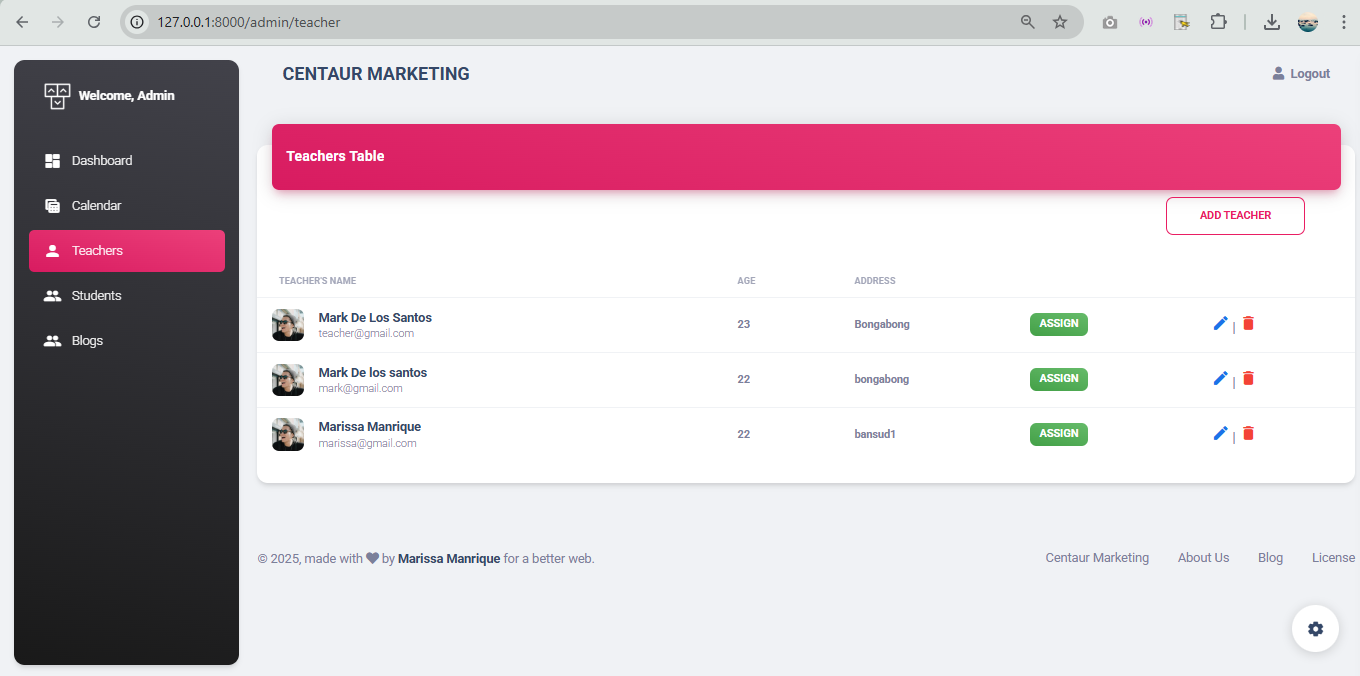 127.0.0.1:8000/admin/teacher
Welcome, Admin
CENTAUR MARKETING
Logout
Dashboard
Calendar
Teachers
Students
Blogs
Teachers Table
ADD TEACHER
TEACHER'S NAME AGE ADDRESS
Mark De Los Santos
teacher@gmail.com
23 Bongabong ASSIGN |
Mark De los santos
mark@gmail.com
22 bongabong ASSIGN |
Marissa Manrique
marissa@gmail.com
22 bansud1 ASSIGN |
© 2025, made with by Marissa Manrique for a better web.
Centaur Marketing About Us Blog License